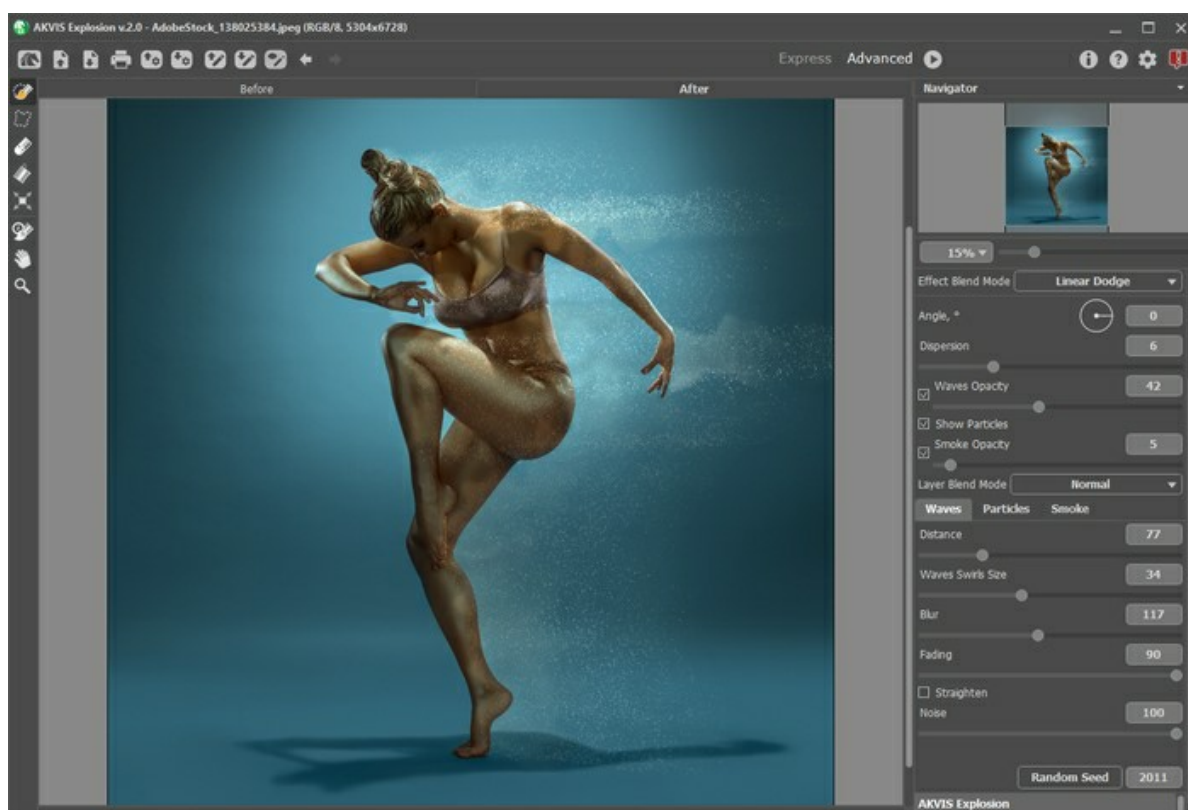 AKVIS Explosion v.2.0 - AdobeStock_138025384.jpeg (RGB/8, 5304x6728)
Express Advanced
Before After
Navigator
15%
Effect Blend Mode Linear Dodge
Angle, ° 0
Dispersion 6
Waves Opacity 42
Show Particles
Smoke Opacity 5
Layer Blend Mode Normal
Waves Particles Smoke
Distance 77
Waves Swirls Size 34
Blur 117
Fading 90
Straighten
Noise 100
Random Seed 2011
AKVIS Explosion